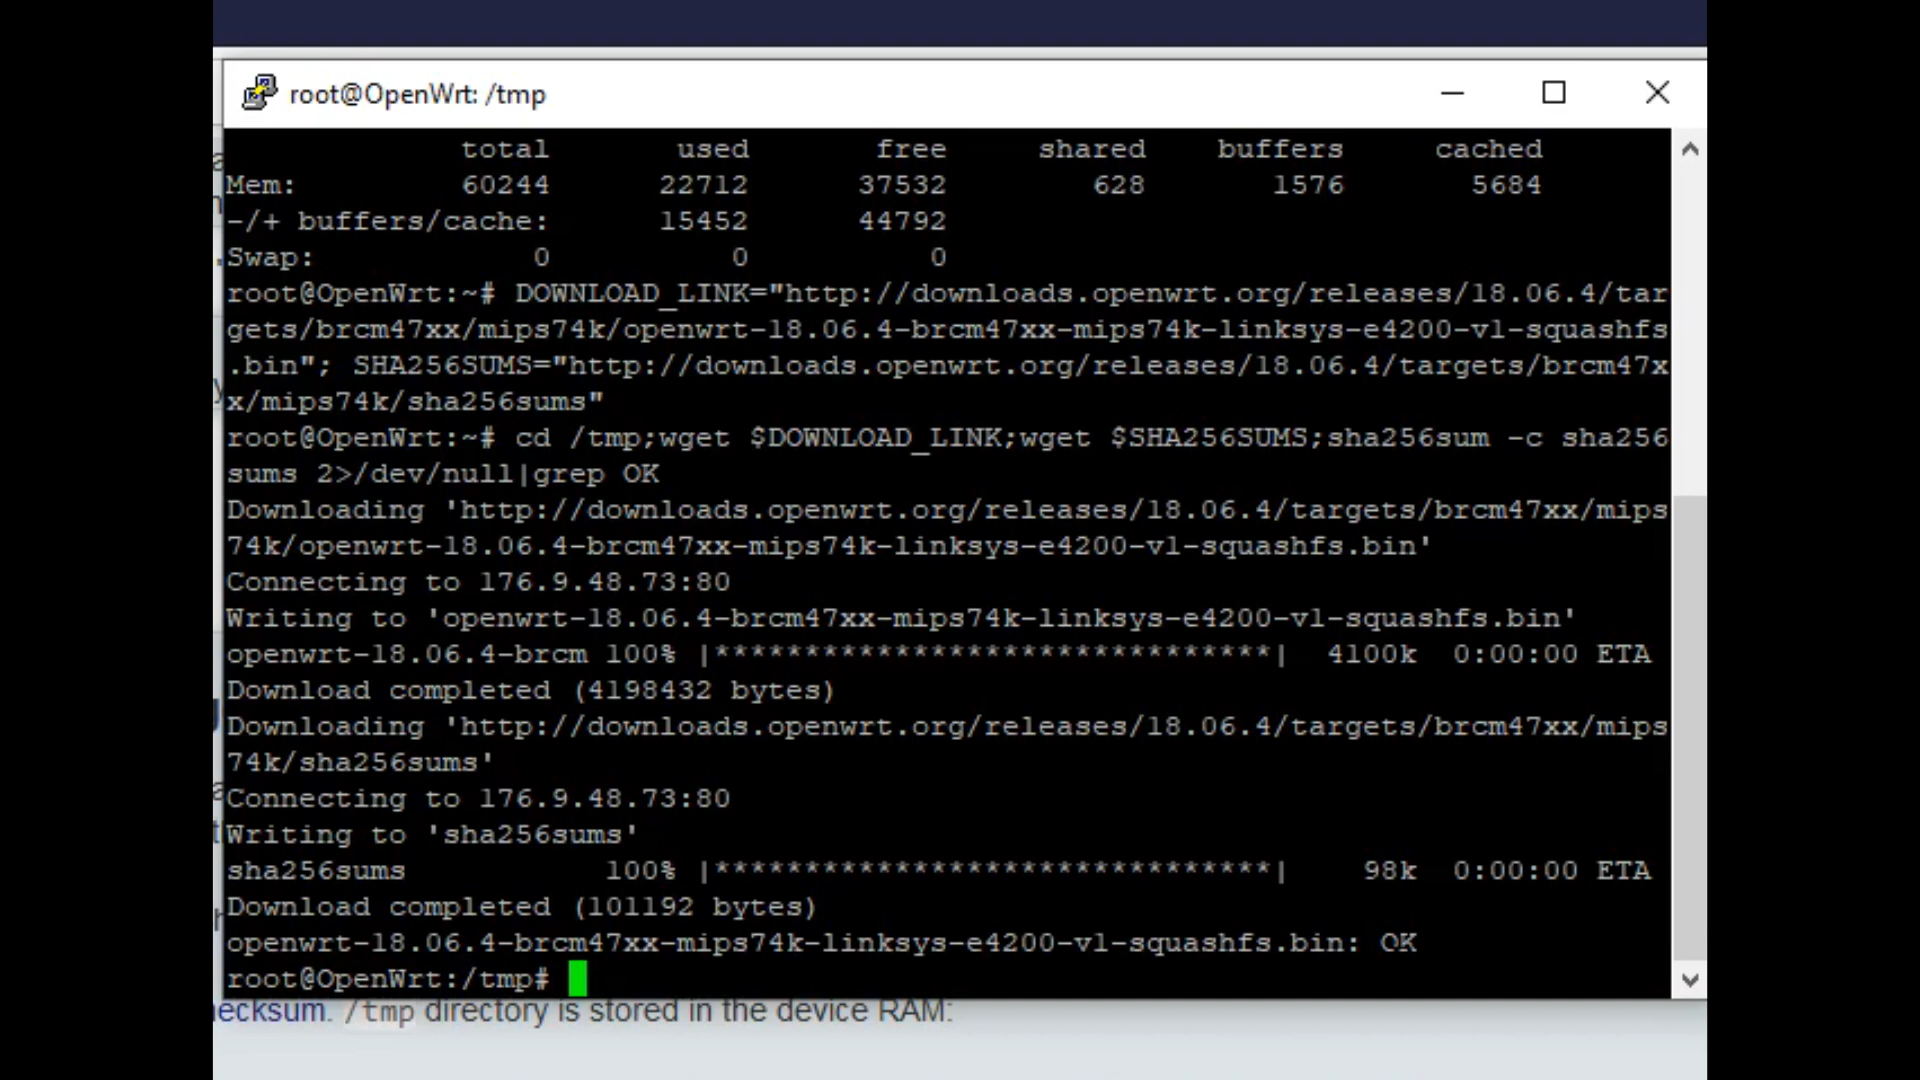 root@OpenWrt: /tmp
total used free shared buffers cached
Mem: 60244 22712 37532 628 1576 5684
-/+ buffers/cache: 15452 44792
Swap: 0 0 0
root@OpenWrt:~# DOWNLOAD_LINK="http://downloads.openwrt.org/releases/18.06.4/tar
gets/brcm47xx/mips74k/openwrt-18.06.4-brcm47xx-mips74k-linksys-e4200-v1-squashfs
.bin"; SHA256SUMS="http://downloads.openwrt.org/releases/18.06.4/targets/brcm47x
x/mips74k/sha256sums"
root@OpenWrt:~# cd /tmp;wget $DOWNLOAD_LINK;wget $SHA256SUMS;sha256sum -c sha256
sums 2>/dev/null|grep OK
Downloading 'http://downloads.openwrt.org/releases/18.06.4/targets/brcm47xx/mips
74k/openwrt-18.06.4-brcm47xx-mips74k-linksys-e4200-v1-squashfs.bin'
Connecting to 176.9.48.73:80
Writing to 'openwrt-18.06.4-brcm47xx-mips74k-linksys-e4200-v1-squashfs.bin'
openwrt-18.06.4-brcm 100% |*******************************| 4100k 0:00:00 ETA
Download completed (4198432 bytes)
Downloading 'http://downloads.openwrt.org/releases/18.06.4/targets/brcm47xx/mips
74k/sha256sums'
Connecting to 176.9.48.73:80
Writing to 'sha256sums'
sha256sums 100% |*******************************| 98k 0:00:00 ETA
Download completed (101192 bytes)
openwrt-18.06.4-brcm47xx-mips74k-linksys-e4200-v1-squashfs.bin: OK
root@OpenWrt:/tmp#
ecksum. /tmp directory is stored in the device RAM: